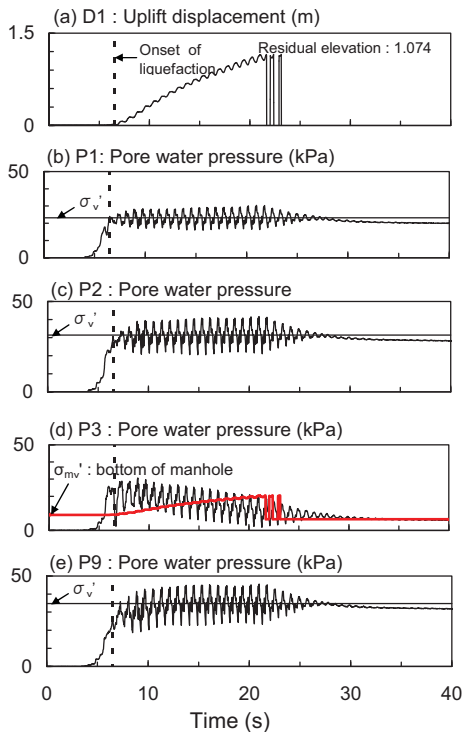 (a) D1 : Uplift displacement (m)
1.5
Onset of
liquefaction
Residual elevation : 1.074
0
(b) P1: Pore water pressure (kPa)
50
σv'
0
(c) P2 : Pore water pressure
50
σv'
0
(d) P3 : Pore water pressure (kPa)
50
σmv' : bottom of manhole
0
(e) P9 : Pore water pressure (kPa)
50
σv'
0
0 10 20 30 40
Time (s)